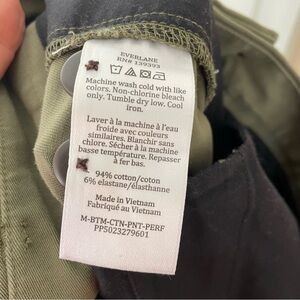 EVERLANE
RN# 139393
Machine wash cold with like
colors. Non-chlorine bleach
only. Tumble dry low. Cool
iron.
Laver à la machine à l'eau
froide avec couleurs
similaires. Blanchir sans
chlore. Sécher à la machine
basse température. Repasser
à fer bas.
94% cotton/coton
6% elastane/élasthanne
Made in Vietnam
Fabriqué au Vietnam
M-BTM-CTN-PNT-PERF
PP5023279601